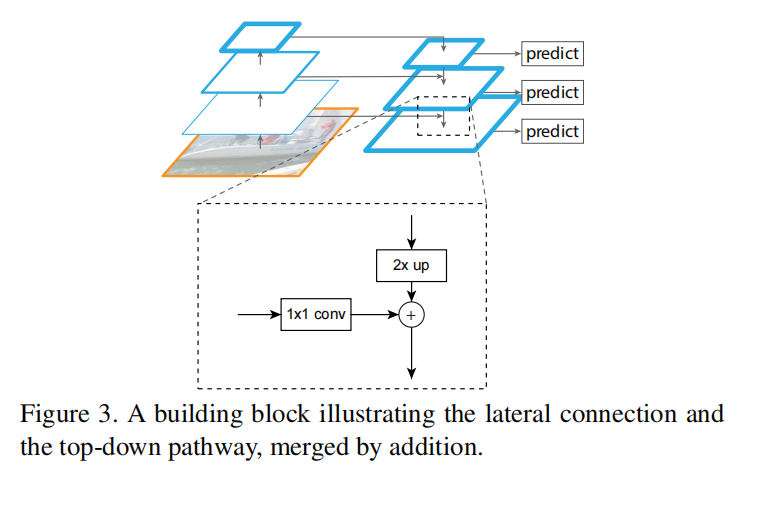 predict
predict
predict
2x up
1x1 conv
+
Figure 3. A building block illustrating the lateral connection and
the top-down pathway, merged by addition.